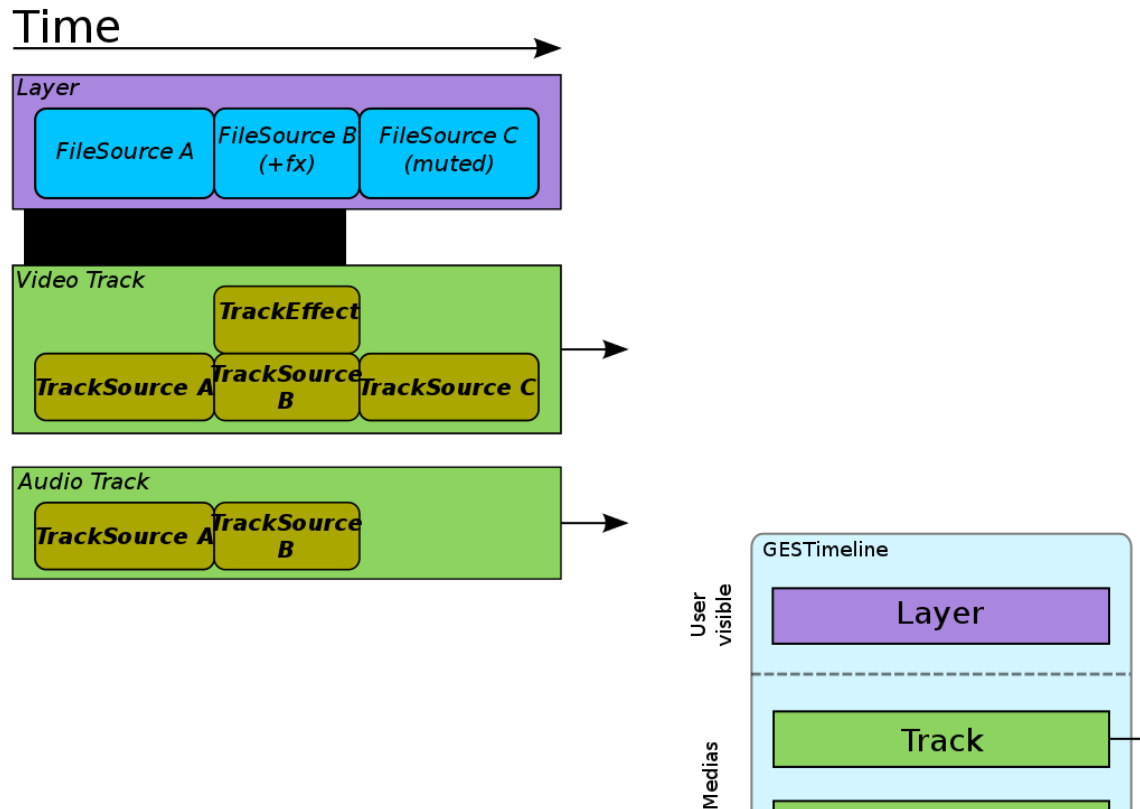 Time
Layer
FileSource A
FileSource B
(+fx)
FileSource C
(muted)
Video Track
TrackEffect
TrackSource A
TrackSource
B
TrackSource C
Audio Track
TrackSource A
TrackSource
B
GESTimeline
User
visible
Layer
Medias
Track